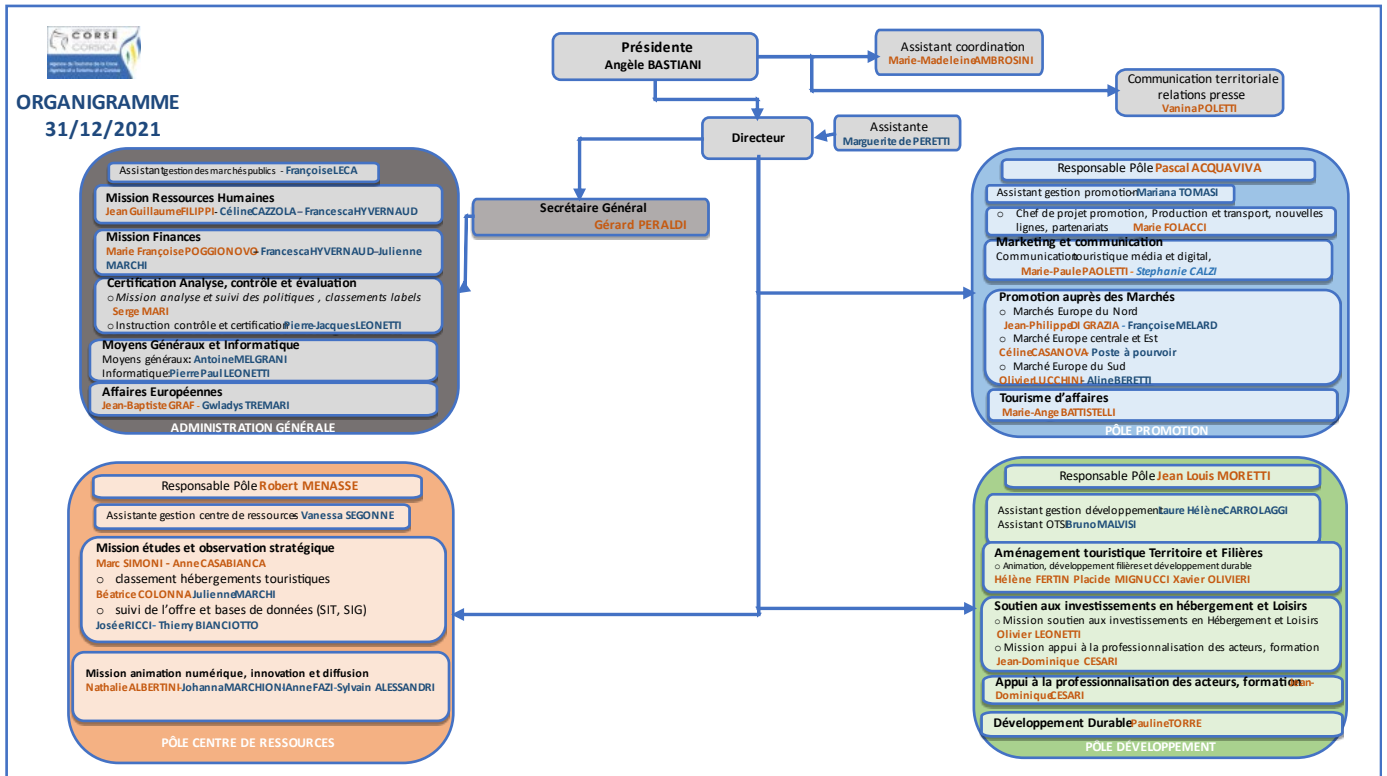 CORSE
CORSICA
ORGANIGRAMME
31/12/2021
Présidente
Angèle BASTIANI
Assistant coordination
Marie-Madeleine AMBROSINI
Communication territoriale
relations presse
Vanina POLETTI
Directeur
Assistante
Marguerite de PERETTI
Secrétaire Général
Gérard PERALDI
Assistant gestion des marchés publics - Françoise LECA
Mission Ressources Humaines
Jean Guillaume FILIPPI - Céline CAZZOLA – Francesca HYVERNAUD
Mission Finances
Marie Françoise POGGIONOVO - Francesca HYVERNAUD – Julienne
MARCHI
Certification Analyse, contrôle et évaluation
o Mission analyse et suivi des politiques , classements labels
Serge MARI
o Instruction contrôle et certification Pierre-Jacques LEONETTI
Moyens Généraux et Informatique
Moyens généraux: Antoine MELGRANI
Informatique: Pierre Paul LEONETTI
Affaires Européennes
Jean-Baptiste GRAF - Gwladys TREMARI
ADMINISTRATION GÉNÉRALE
Responsable Pôle Pascal ACQUAVIVA
Assistant gestion promotion Mariana TOMASI
o Chef de projet promotion, Production et transport, nouvelles
lignes, partenariats Marie FOLACCI
Marketing et communication
Communication touristique média et digital,
Marie-Paule PAOLETTI - Stephanie CALZI
Promotion auprès des Marchés
o Marchés Europe du Nord
Jean-Philippe DI GRAZIA - Françoise MELARD
o Marché Europe centrale et Est
Céline CASANOVA - Poste à pourvoir
o Marché Europe du Sud
Olivier LUCCHINI - Aline BERETTI
Tourisme d'affaires
Marie-Ange BATTISTELLI
PÔLE PROMOTION
Responsable Pôle Robert MENASSE
Assistante gestion centre de ressources Vanessa SEGONNE
Mission études et observation stratégique
Marc SIMONI - Anne CASABIANCA
o classement hébergements touristiques
Béatrice COLONNA Julienne MARCHI
o suivi de l'offre et bases de données (SIT, SIG)
Josée RICCI - Thierry BIANCIOTTO
Mission animation numérique, innovation et diffusion
Nathalie ALBERTINI - Johanna MARCHIONI - Anne FAZI - Sylvain ALESSANDRI
PÔLE CENTRE DE RESSOURCES
Responsable Pôle Jean Louis MORETTI
Assistant gestion développement Laure Hélène CARROLAGGI
Assistant OTSI Bruno MALVISI
Aménagement touristique Territoire et Filières
o Animation, développement filières et développement durable
Hélène FERTIN Placide MIGNUCCI Xavier OLIVIERI
Soutien aux investissements en hébergement et Loisirs
o Mission soutien aux investissements en Hébergement et Loisirs
Olivier LEONETTI
o Mission appui à la professionnalisation des acteurs, formation
Jean-Dominique CESARI
Appui à la professionnalisation des acteurs, formation Jean-
Dominique CESARI
Développement Durable Pauline TORRE
PÔLE DÉVELOPPEMENT